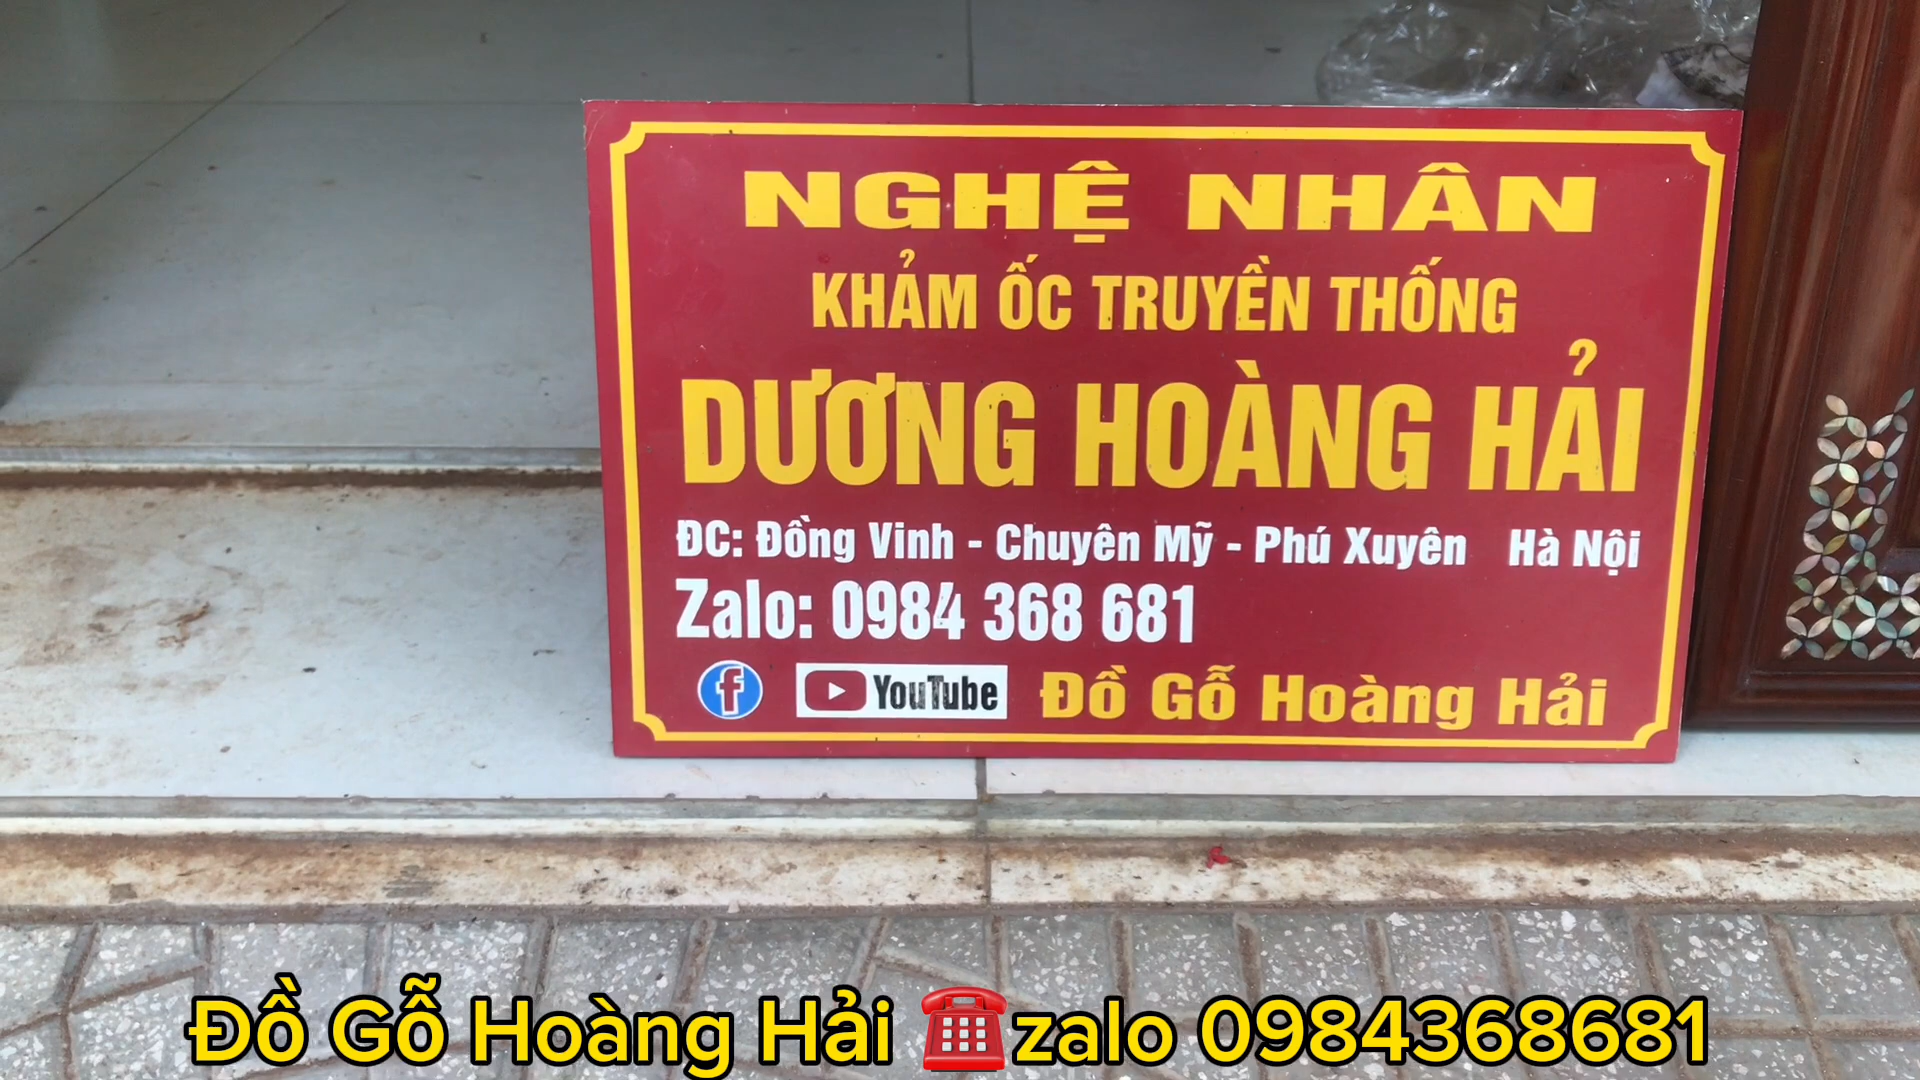 NGHỆ NHÂN
KHẢM ỐC TRUYỀN THỐNG
DƯƠNG HOÀNG HẢI
ĐC: Đồng Vinh - Chuyên Mỹ - Phú Xuyên Hà Nội
Zalo: 0984 368 681
f YouTube Đồ Gỗ Hoàng Hải
Đồ Gỗ Hoàng Hải ☎️zalo 0984368681